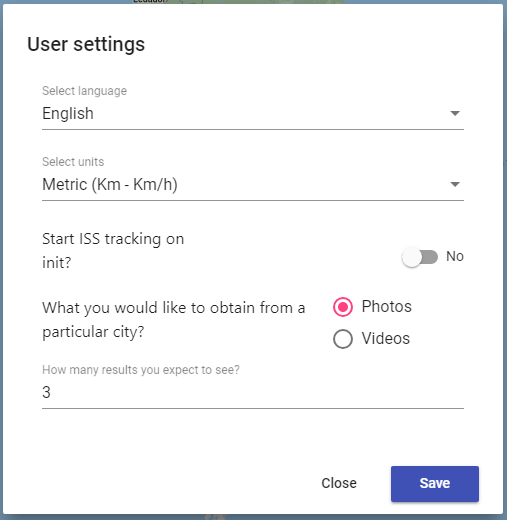 Ecuador
User settings
Select language
English
Select units
Metric (Km - Km/h)
Start ISS tracking on
init?
No
What you would like to obtain from a
particular city?
Photos
Videos
How many results you expect to see?
3
Close
Save